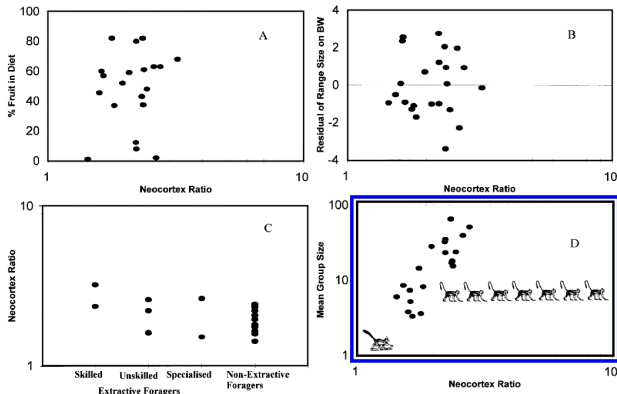 100
80
60
40
20
0
% Fruit in Diet
A
1
10
Neocortex Ratio
4
2
0
-2
-4
Residual of Range Size on BW
B
1
10
Neocortex Ratio
10
1
Neocortex Ratio
C
Skilled Unskilled Specialised Non-Extractive
Foragers
Extractive Foragers
100
10
1
Mean Group Size
D
1
10
Neocortex Ratio